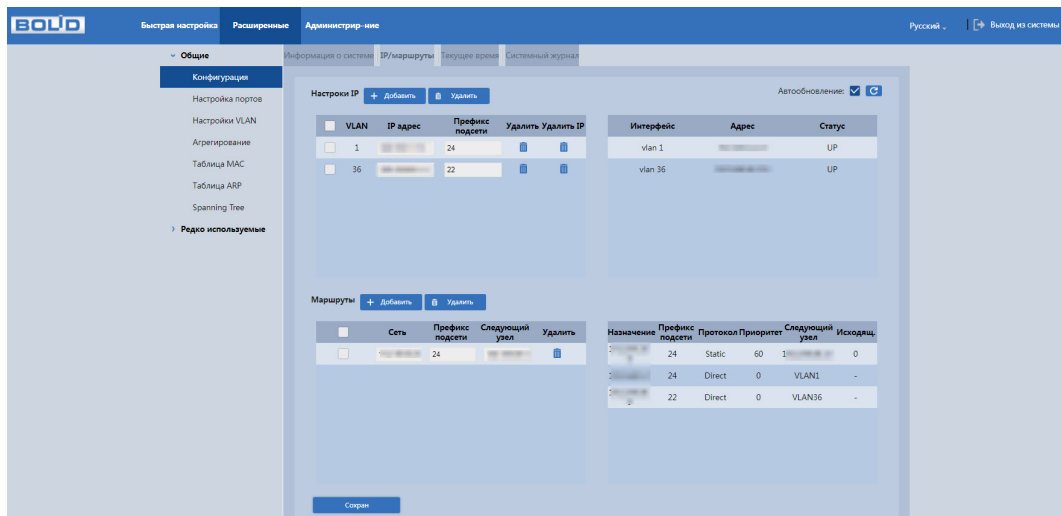 BOLID Быстрая настройка Расширенные Администрир-ние Русский Выход из системы
Общие
Информация о системе IP/маршруты Текущее время Системный журнал
Конфигурация
Настройка портов
Настройки VLAN
Агрегирование
Таблица MAC
Таблица ARP
Spanning Tree
Редко используемые
Настроки IP + Добавить Удалить Автообновление:
VLAN IP адрес Префикс подсети Удалить Удалить IP
1 24
36 22
Интерфейс Адрес Статус
vlan 1 UP
vlan 36 UP
Маршруты + Добавить Удалить
Сеть Префикс подсети Следующий узел Удалить
24
Назначение Префикс подсети Протокол Приоритет Следующий узел Исходящ.
24 Static 60 0
24 Direct 0 VLAN1 -
22 Direct 0 VLAN36 -
Сохран